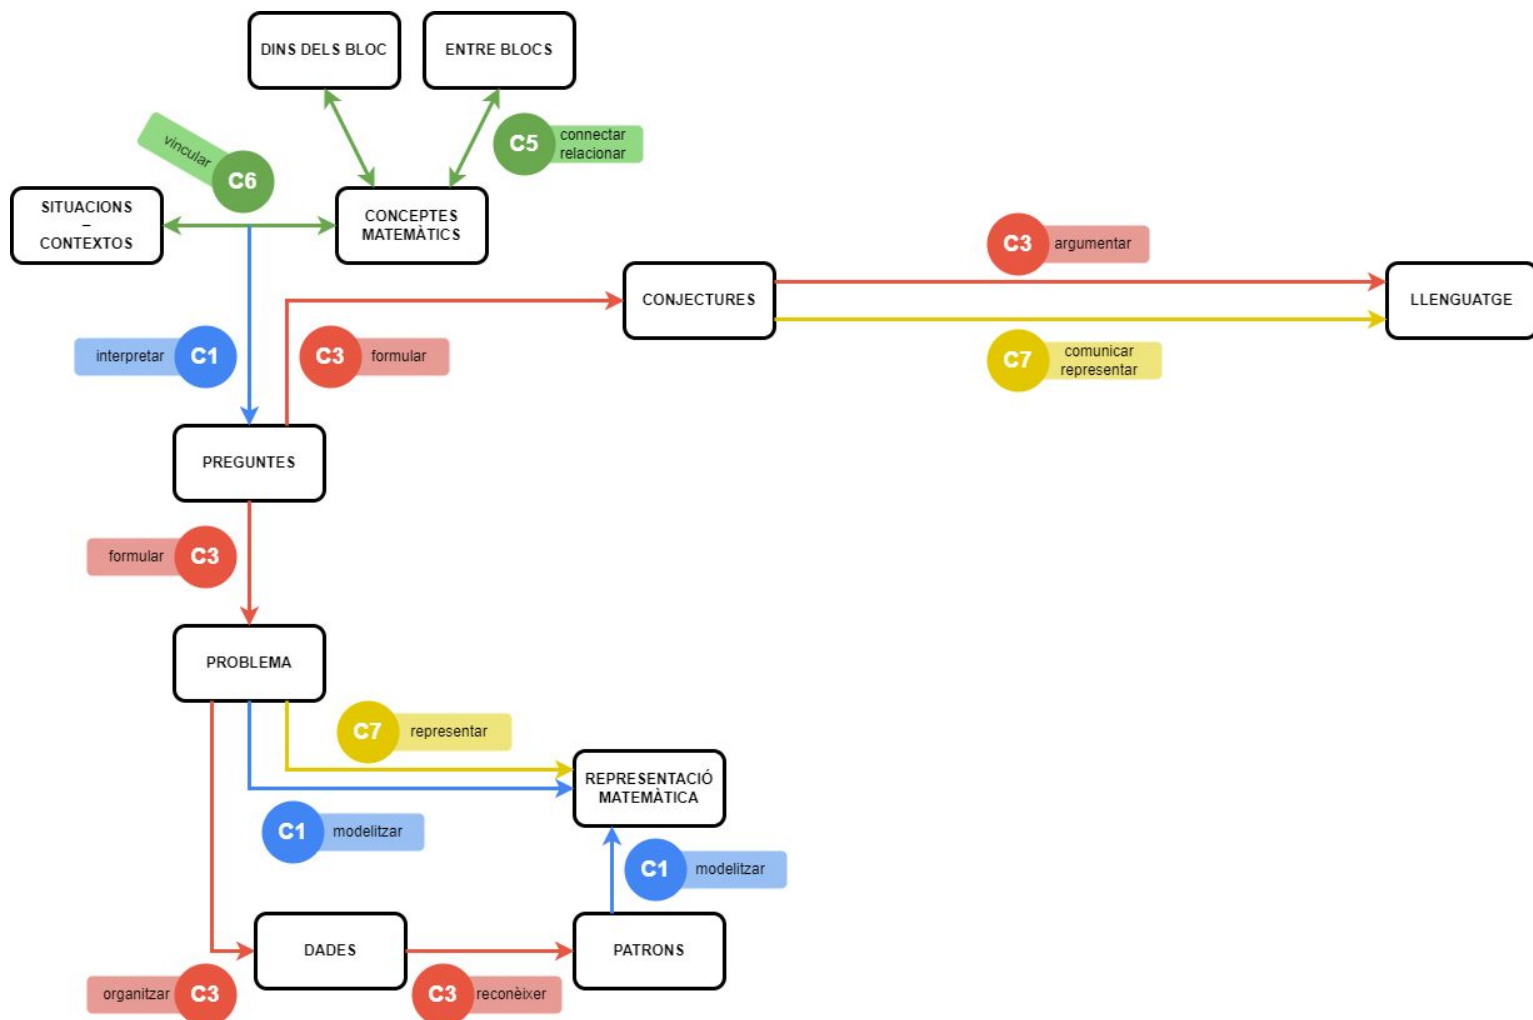 DINS DELS BLOC
ENTRE BLOCS
C5
connectar
relacionar
vincular
C6
SITUACIONS
–
CONTEXTOS
CONCEPTES
MATEMÀTICS
C3
argumentar
CONJECTURES
LLENGUATGE
interpretar
C1
C3
formular
C7
comunicar
representar
PREGUNTES
formular
C3
PROBLEMA
C7
representar
REPRESENTACIÓ
MATEMÀTICA
C1
modelitzar
C1
modelitzar
DADES
PATRONS
organitzar
C3
C3
reconèixer